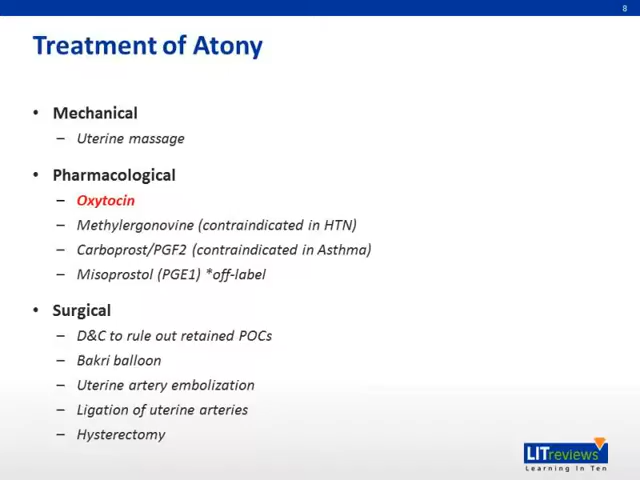 8
Treatment of Atony
• Mechanical
– Uterine massage
• Pharmacological
– Oxytocin
– Methylergonovine (contraindicated in HTN)
– Carboprost/PGF2 (contraindicated in Asthma)
– Misoprostol (PGE1) *off-label
• Surgical
– D&C to rule out retained POCs
– Bakri balloon
– Uterine artery embolization
– Ligation of uterine arteries
– Hysterectomy
LITreviews
Learning In Ten